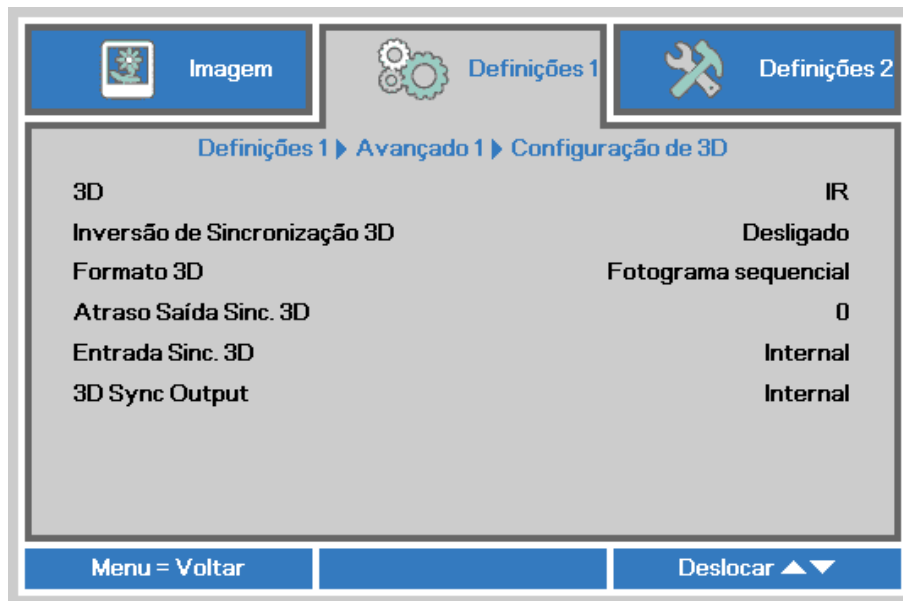 Imagem
Definições 1
Definições 2
Definições 1 ▶ Avançado 1 ▶ Configuração de 3D
3D IR
Inversão de Sincronização 3D Desligado
Formato 3D Fotograma sequencial
Atraso Saída Sinc. 3D 0
Entrada Sinc. 3D Internal
3D Sync Output Internal
Menu = Voltar
Deslocar ▲▼